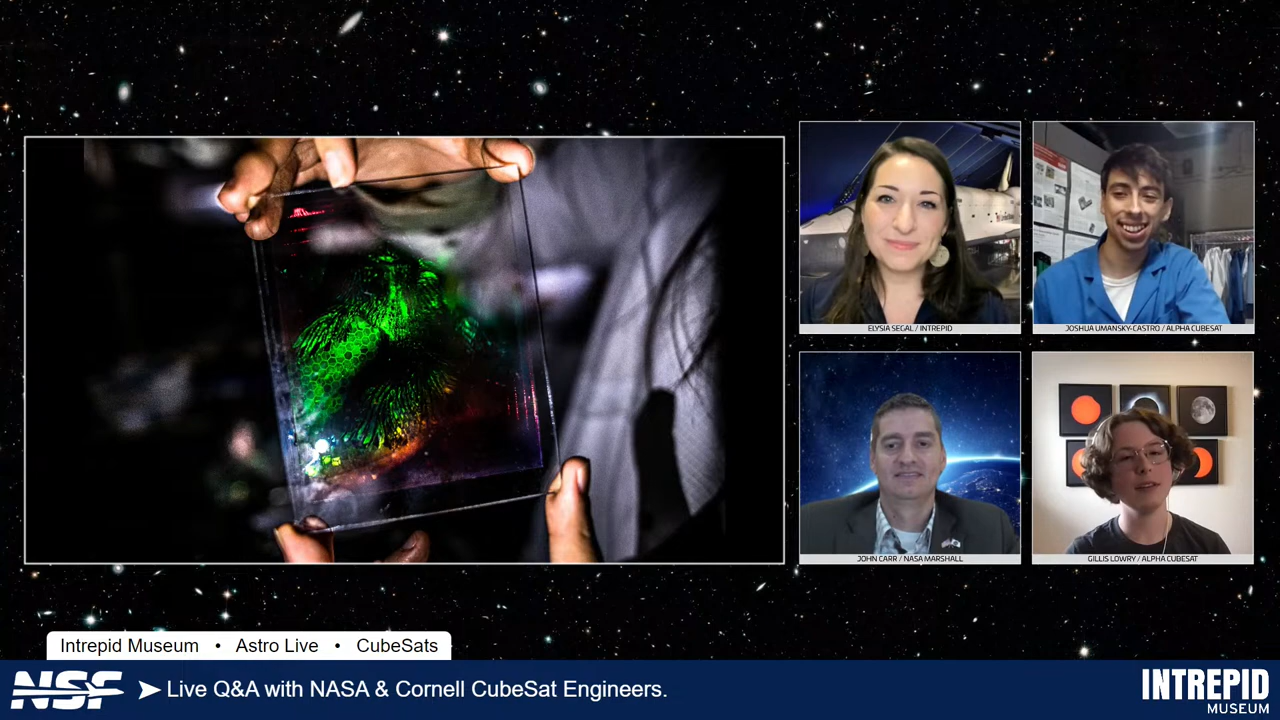 ELYSIA SEGAL / INTREPID
JOSHUA UMANSKY-CASTRO / ALPHA CUBESAT
JOHN CARR / NASA MARSHALL
GILLIS LOWRY / ALPHA CUBESAT
Intrepid Museum • Astro Live • CubeSats
NSF
Live Q&A with NASA & Cornell CubeSat Engineers.
INTREPID
MUSEUM